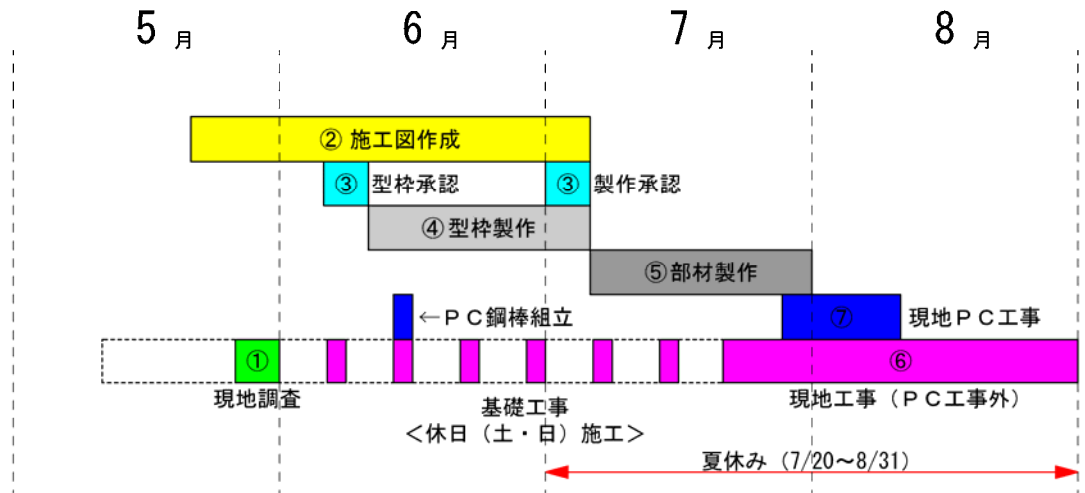 5月 6月 7月 8月
② 施工図作成
③ 型枠承認 ③ 製作承認
④型枠製作
⑤部材製作
←ＰＣ鋼棒組立 ⑦ 現地ＰＣ工事
① ⑥
現地調査 基礎工事 現地工事（ＰＣ工事外）
＜休日（土・日）施工＞
夏休み（7/20～8/31）